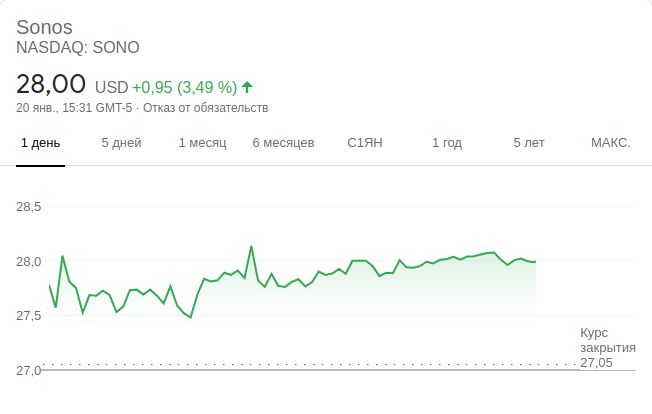 Sonos
NASDAQ: SONO
28,00 USD +0,95 (3,49 %)
20 янв., 15:31 GMT-5 · Отказ от обязательств
1 день 5 дней 1 месяц 6 месяцев С1ЯН 1 год 5 лет МАКС.
28,5
28,0
27,5
Курс
закрытия
27,05
27,0